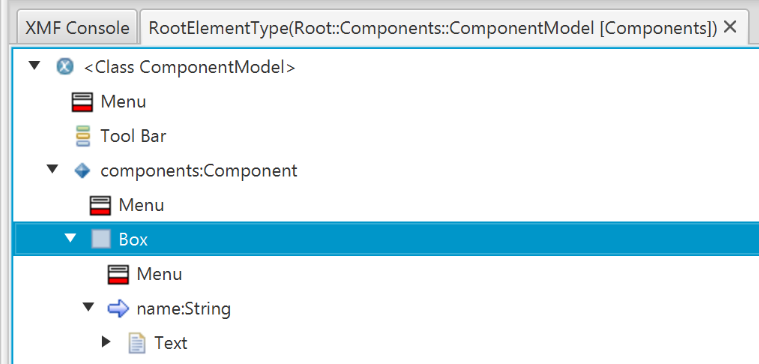 XMF Console RootElementType(Root::Components::ComponentModel [Components])
<Class ComponentModel>
Menu
Tool Bar
components:Component
Menu
Box
Menu
name:String
Text